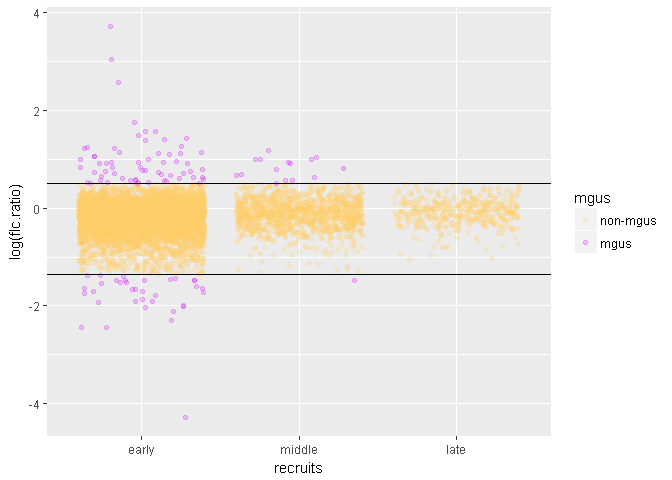 4
2
0
-2
-4
log(flc.ratio)
early
middle
late
recruits
mgus
non-mgus
mgus